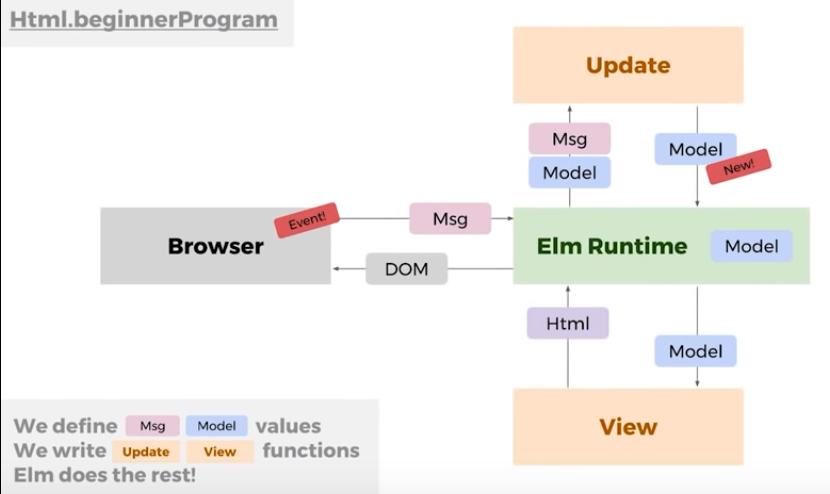 Html.beginnerProgram
Update
Msg
Model
Model
New!
Event!
Msg
Browser
Elm Runtime Model
DOM
Html
Model
View
We define Msg Model values
We write Update View functions
Elm does the rest!